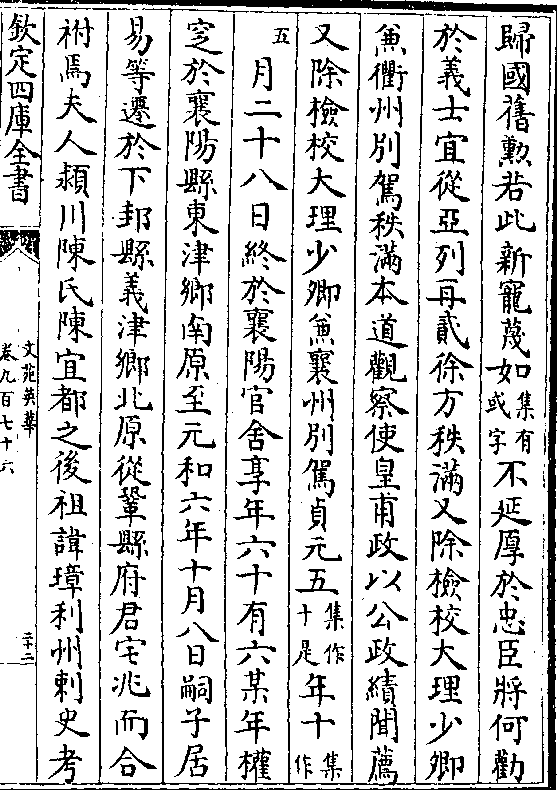 歸國舊勲若此新寵蔑如集有或字不延厚於忠臣將何勸
於義士宜從亞列再貳徐方秩滿又除檢校大理少卿
兼衢州别駕秩滿本道觀察使皇甫政以公政績聞薦
又除檢校大理少卿兼襄州别駕貞元五集作十是年十集作
五月二十八日終於襄陽官舍享年六十有六某年權
窆於襄陽縣東津鄉南原至元和六年十月八日嗣子居
易等遷於下邽縣義津鄉北原從鞏縣府君宅兆而合
祔焉夫人潁川陳氏陳宜都之後祖諱璋利州刺史考
欽定四庫全書
文苑英華
卷九百七十六
二十二